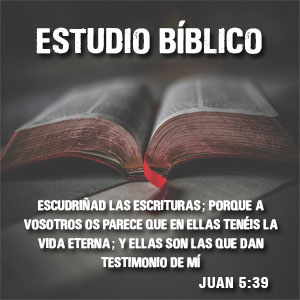 ESTUDIO BÍBLICO
ESCUDRIÑAD LAS ESCRITURAS; PORQUE A
VOSOTROS OS PARECE QUE EN ELLAS TENÉIS LA
VIDA ETERNA; Y ELLAS SON LAS QUE DAN
TESTIMONIO DE MÍ
JUAN 5:39